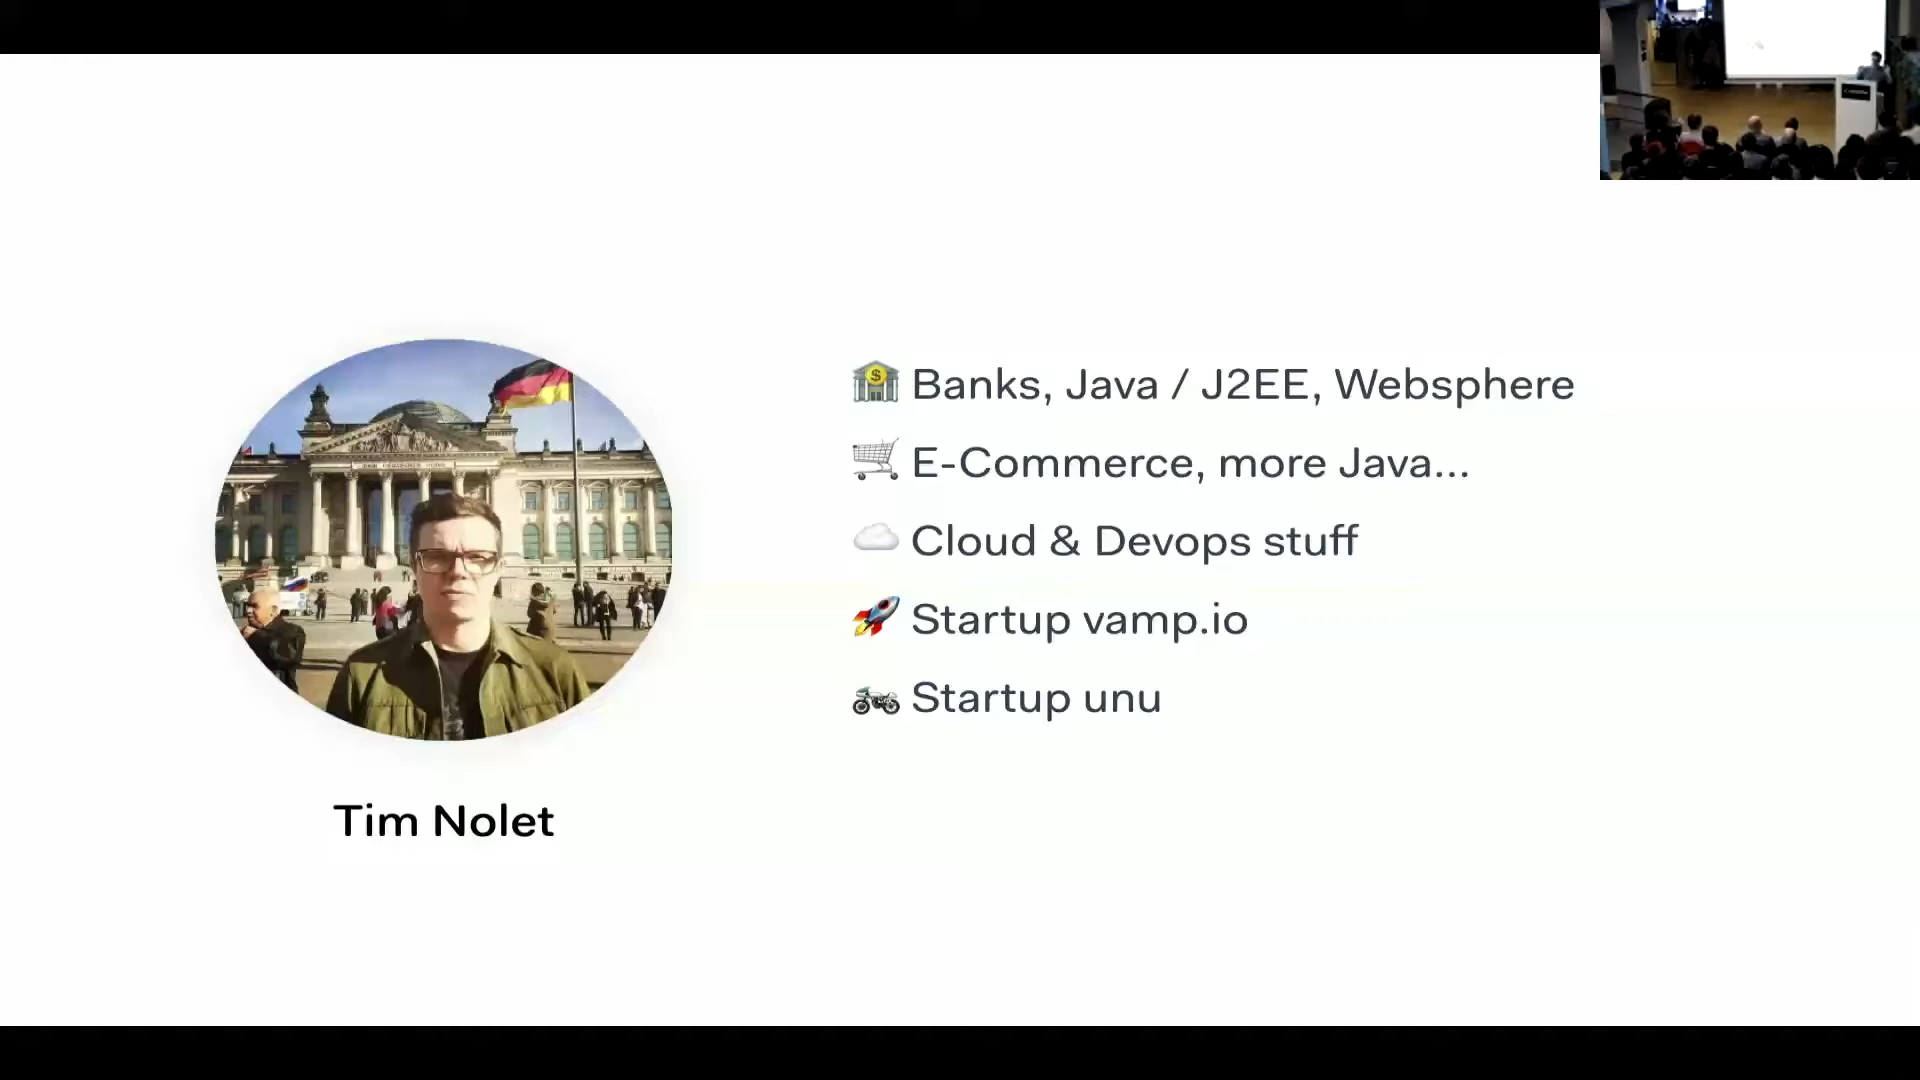 Banks, Java / J2EE, Websphere
E-Commerce, more Java...
Cloud & Devops stuff
Startup vamp.io
Startup unu
Tim Nolet